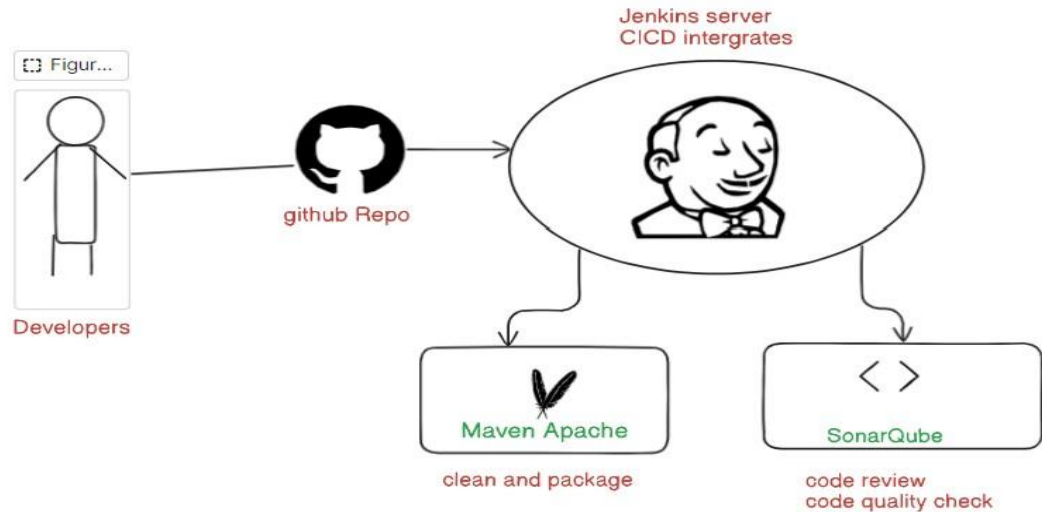 Jenkins server
CICD intergrates
Figur...
github Repo
Developers
Maven Apache
SonarQube
clean and package
code review
code quality check